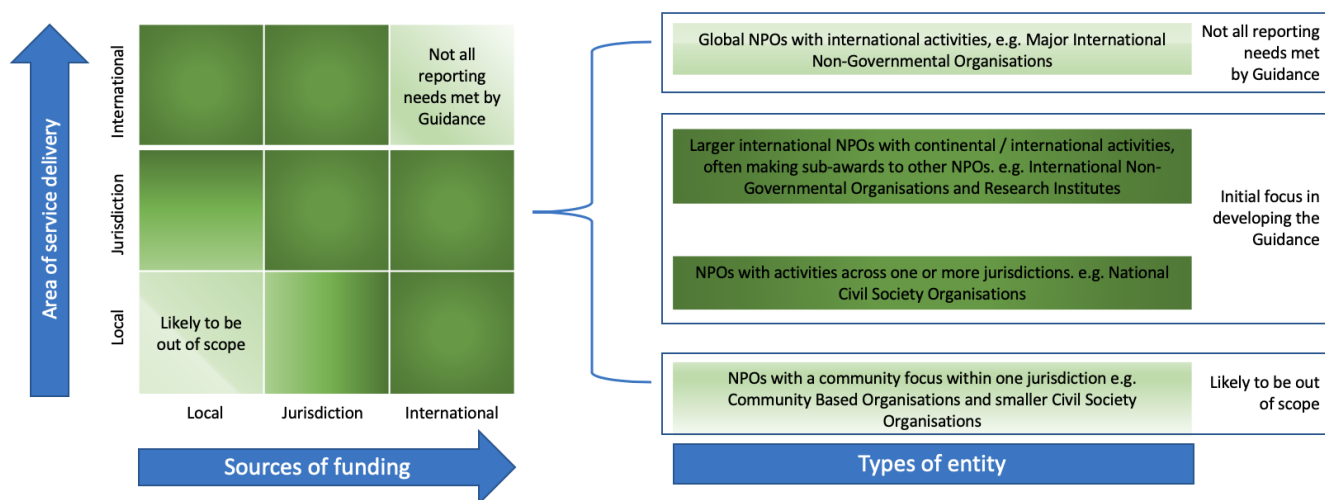 Area of service delivery
International
Jurisdiction
Local
Not all
reporting
needs met by
Guidance
Likely to be
out of scope
Local
Jurisdiction
International
Sources of funding
Global NPOs with international activities, e.g. Major International
Non-Governmental Organisations
Not all reporting
needs met
by Guidance
Larger international NPOs with continental / international activities,
often making sub-awards to other NPOs. e.g. International Non-
Governmental Organisations and Research Institutes
NPOs with activities across one or more jurisdictions. e.g. National
Civil Society Organisations
Initial focus in
developing the
Guidance
NPOs with a community focus within one jurisdiction e.g.
Community Based Organisations and smaller Civil Society
Organisations
Likely to be out
of scope
Types of entity